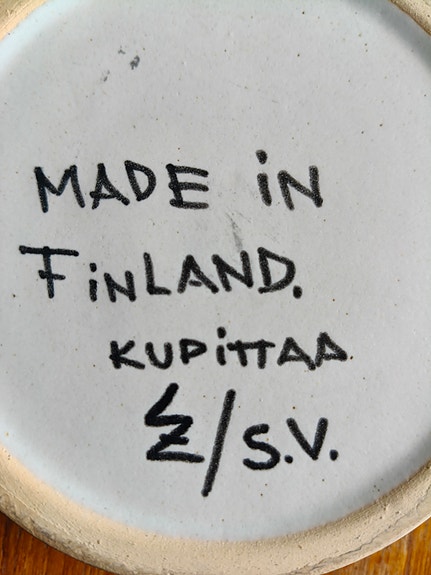 MADE iN
FiNLAND.
KUPiTTAA
/S.V.